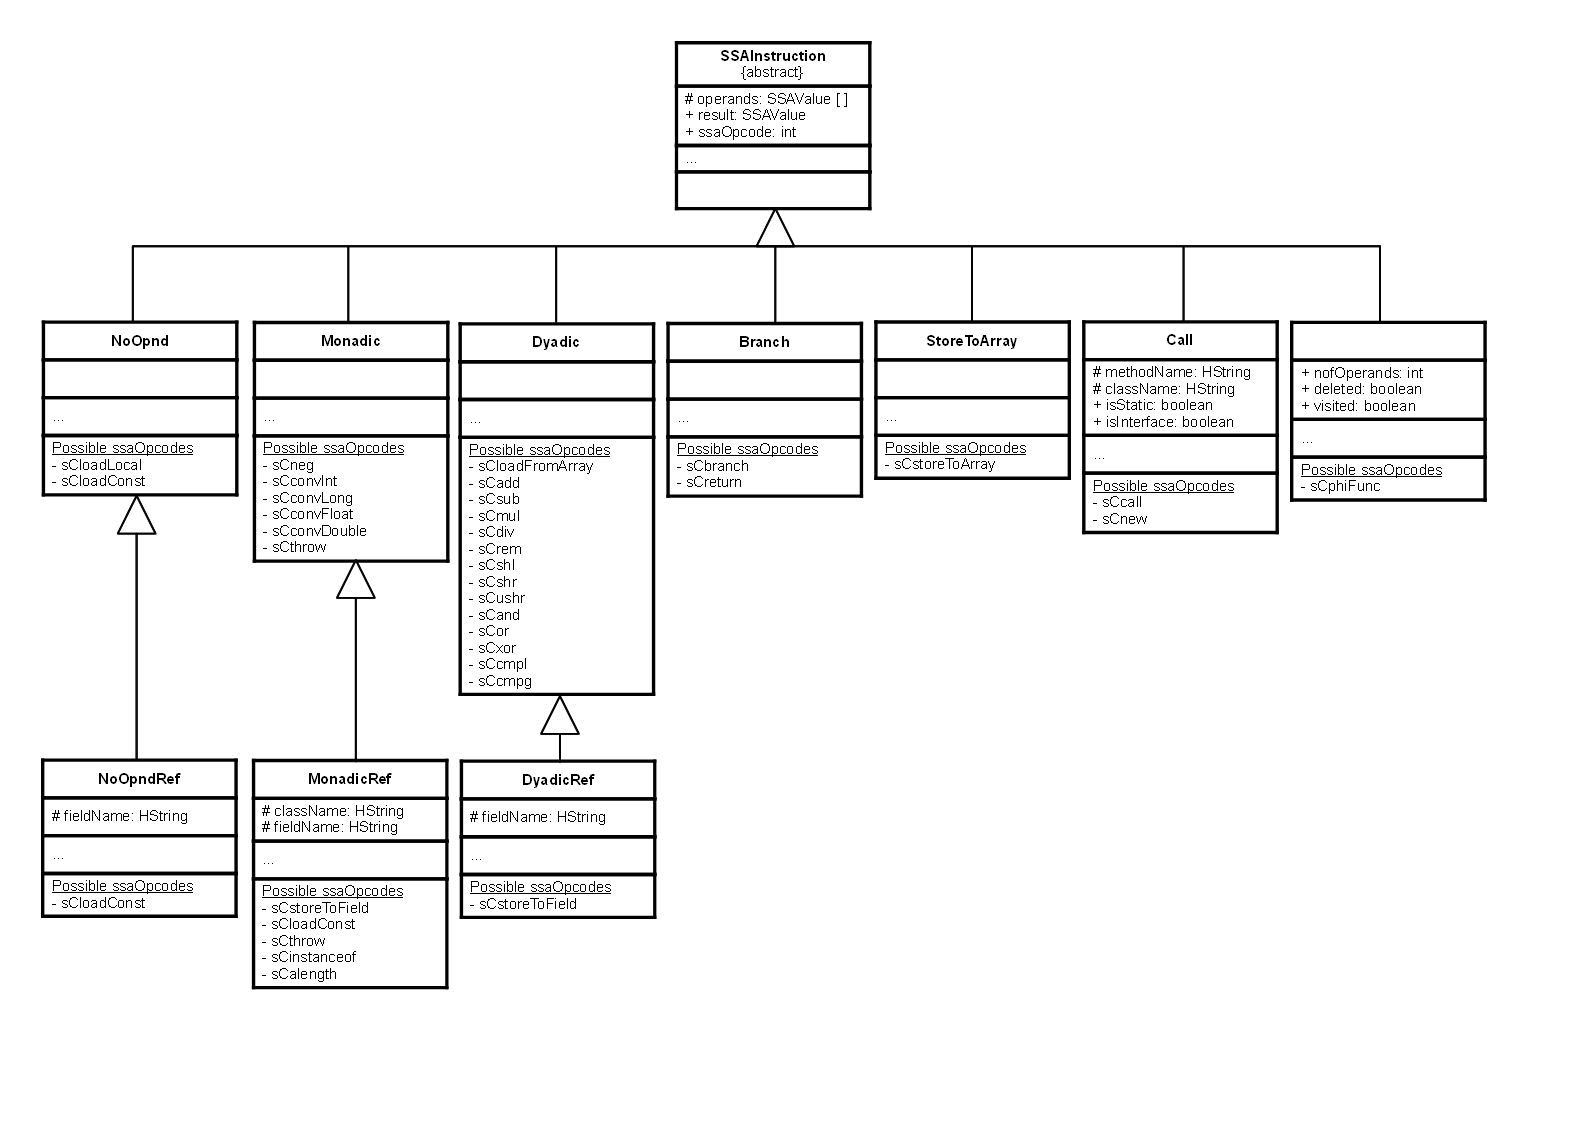 SSAInstruction
{abstract}
# operands: SSAValue [ ]
+ result: SSAValue
+ ssaOpcode: int
...
NoOpnd
...
Possible ssaOpcodes
- sCloadLocal
- sCloadConst
Monadic
...
Possible ssaOpcodes
- sCneg
- sCconvInt
- sCconvLong
- sCconvFloat
- sCconvDouble
- sCthrow
Dyadic
...
Possible ssaOpcodes
- sCloadFromArray
- sCadd
- sCsub
- sCmul
- sCdiv
- sCrem
- sCshl
- sCshr
- sCushr
- sCand
- sCor
- sCxor
- sCcmpl
- sCcmpg
Branch
...
Possible ssaOpcodes
- sCbranch
- sCreturn
StoreToArray
...
Possible ssaOpcodes
- sCstoreToArray
Call
# methodName: HString
# className: HString
+ isStatic: boolean
+ isInterface: boolean
...
Possible ssaOpcodes
- sCcall
- sCnew
+ nofOperands: int
+ deleted: boolean
+ visited: boolean
...
Possible ssaOpcodes
- sCphiFunc
NoOpndRef
# fieldName: HString
...
Possible ssaOpcodes
- sCloadConst
MonadicRef
# className: HString
# fieldName: HString
...
Possible ssaOpcodes
- sCstoreToField
- sCloadConst
- sCthrow
- sCinstanceof
- sCalength
DyadicRef
# fieldName: HString
...
Possible ssaOpcodes
- sCstoreToField